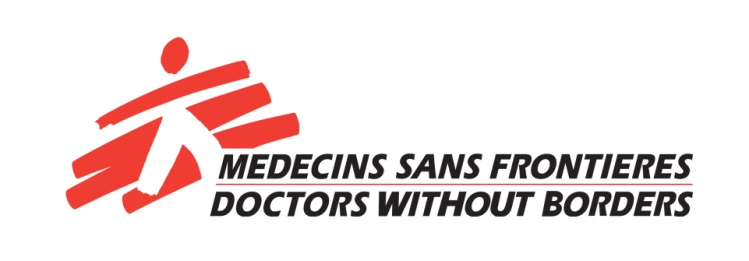 MEDECINS SANS FRONTIERES
DOCTORS WITHOUT BORDERS